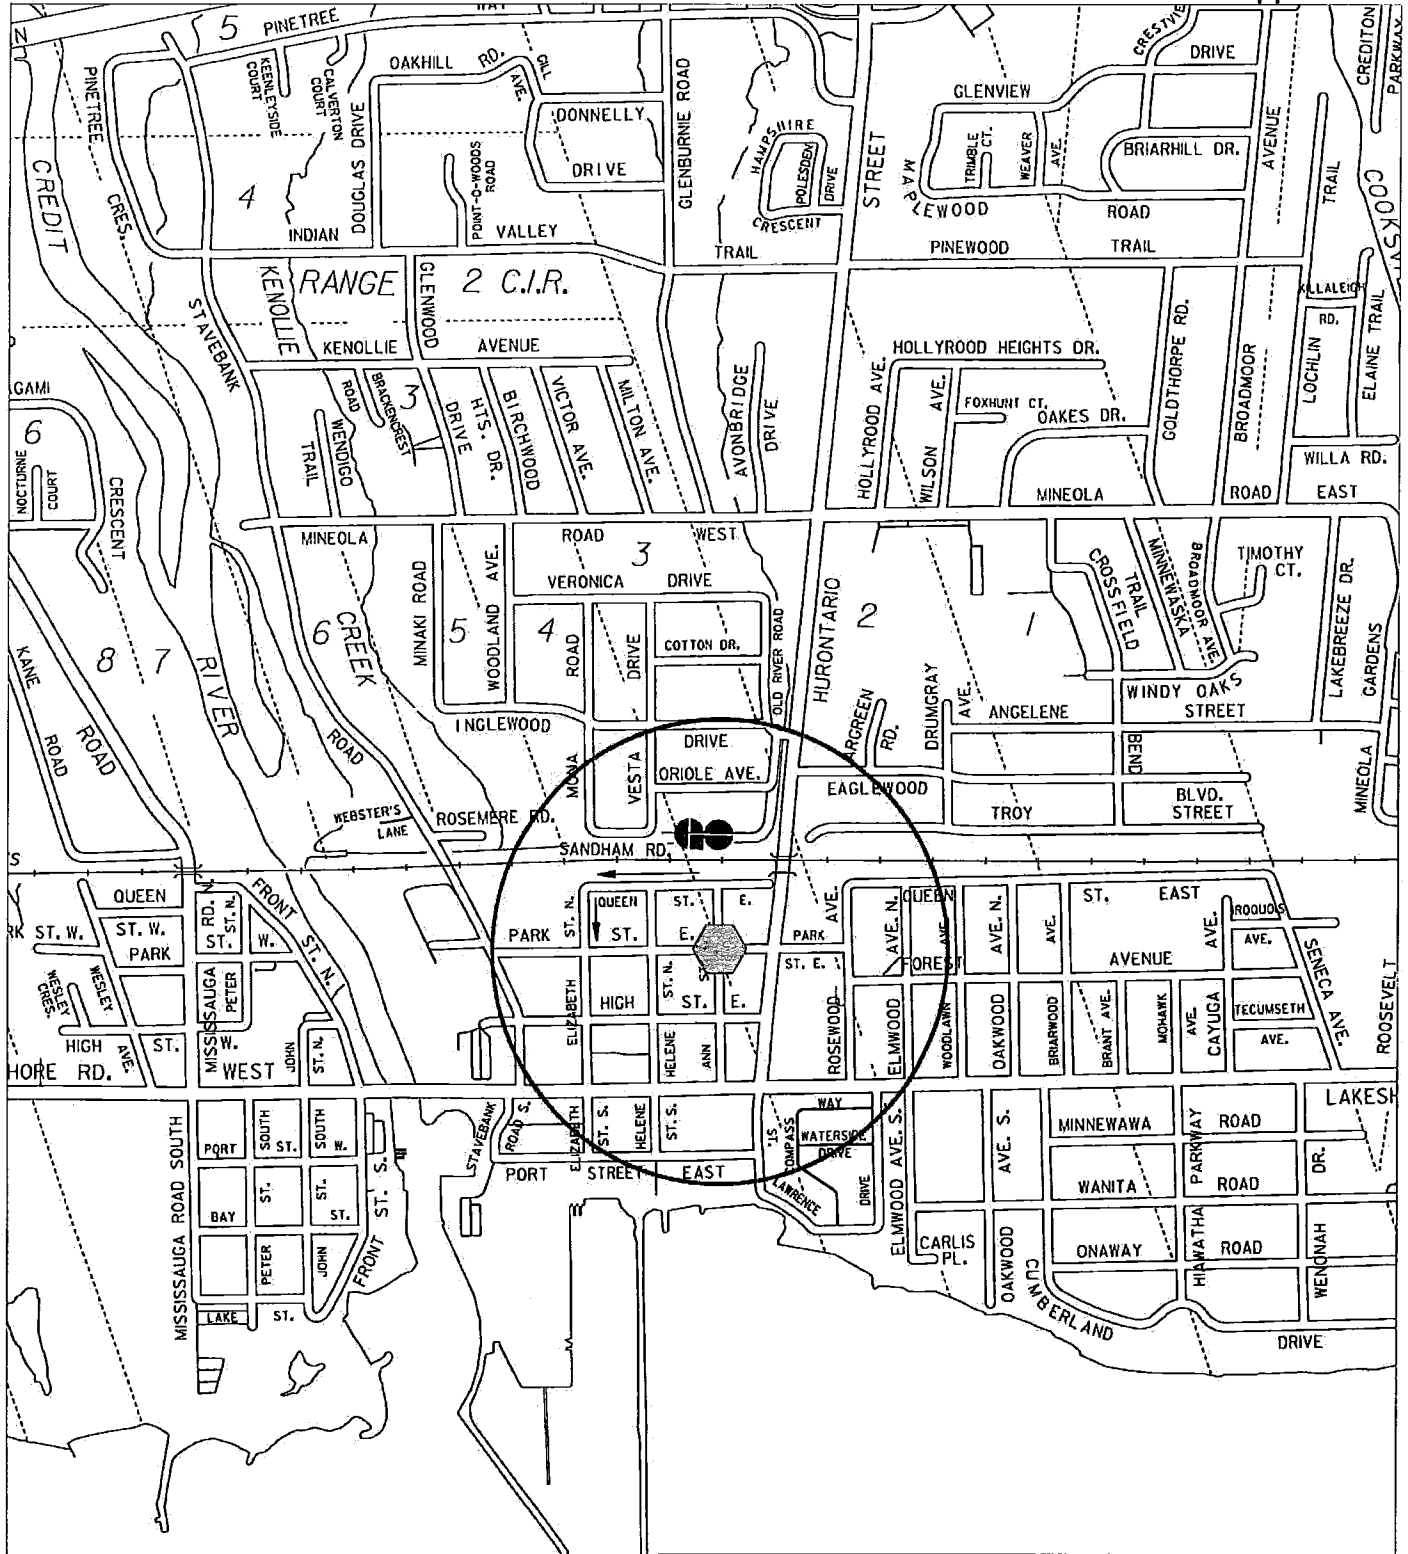 N
5
PINETREE
WAY
KEENLEYSIDE
COURT
CALVERTON
COURT
OAKHILL
RD.
GILL
AVE.
DONNELLY
DRIVE
GLENBURNIE ROAD
HAMPSHIRE
CRESCENT
POLESDEN
DRIVE
STREET
CRESTVIEW
DRIVE
GLENVIEW
TRIMBLE
CT.
WEAVER
AVE.
BRIARHILL DR.
AVENUE
CREDITON
PARKWAY
TRAIL
PINETREE
CRES.
CREDIT
4
DOUGLAS DRIVE
POINT-O-WOODS
ROAD
INDIAN
VALLEY
TRAIL
MAPLEWOOD
ROAD
PINEWOOD
TRAIL
COOKSV
STAVEBANK
KENOLLIE
RANGE
2 C.I.R.
GLENWOOD
DRIVE
KENOLLIE
AVENUE
KILLALEIGH
RD.
LOCHLIN
ELAINE TRAIL
GOLDTHORPE RD.
BROADMOOR
HOLLYROOD HEIGHTS DR.
HOLLYROOD AVE.
WILSON
AVE.
FOXHUNT CT.
OAKES DR.
AGAMI
6
NOCTURNE
COURT
CRESCENT
WENDIGO
TRAIL
BRACKENCREST
ROAD
3
HTS. DR.
BIRCHWOOD
VICTOR AVE.
MILTON AVE.
AVONBRIDGE
DRIVE
WILLA RD.
MINEOLA
ROAD
EAST
MINEOLA
ROAD
WEST
3
VERONICA
DRIVE
COTTON DR.
OLD RIVER ROAD
HURONTARIO
2
1
CROSSFIELD
BEND
TRAIL
MINNEWASKA
BROADMOOR AVE.
TIMOTHY
CT.
LAKEBREEZE DR.
MINEOLA
GARDENS
8
7
RIVER
6
CREEK
MINAKI ROAD
5
WOODLAND
AVE.
4
ROAD
MONA
DRIVE
VESTA
INGLEWOOD
DRIVE
ORIOLE AVE.
ARGREEN
RD.
DRUMGRAY
AVE.
ANGELENE
STREET
WINDY OAKS
KANE
ROAD
ROAD
ROAD
WEBSTER'S
LANE
ROSEMERE RD.
SANDHAM RD.
EAGLEWOOD
BLVD.
TROY
STREET
QUEEN
ST. W.
PARK
ST. W.
FRONT
ST. N.
RD. N.
ST. N.
PETER
MISSISSAUGA
PARK
ST.
E.
QUEEN
ST.
E.
ST. N.
ELIZABETH
HIGH
ST.
E.
ST. N.
HELENE
ANN
PARK
ST. E.
AVE.
ROSEWOOD
QUEEN
ST.
EAST
AVE. N.
ELMWOOD
AVE.
WOODLAWN
FOREST
AVENUE
AVE. N.
OAKWOOD
AVE.
BRIARWOOD
BRANT AVE.
MOHAWK
AVE.
CAYUGA
AVE.
IROQUOIS
AVE.
TECUMSETH
AVE.
SENECA AVE.
ROOSEVELT
RK ST. W.
WESLEY
CRES.
WESLEY
AVE.
HIGH
ST.
W.
JOHN
ST. N.
HORE RD.
WEST
LAKESH
MISSISSAUGA ROAD SOUTH
PORT
ST.
W.
SOUTH
SOUTH
BAY
ST.
ST.
ST.
PETER
JOHN
LAKE
ST.
FRONT
ST. S.
STAVEBANK
ROAD S.
ELIZABETH
ST. S.
HELENE
ST. S.
PORT
STREET
EAST
ST.
COMPASS
WAY
WATERSIDE
DRIVE
LAWRENCE
DRIVE
ELMWOOD AVE. S.
CARLIS
PL.
AVE. S.
OAKWOOD
CUMBERLAND
DRIVE
MINNEWAWA
ROAD
WANITA
ROAD
ONAWAY
ROAD
PARKWAY
HIAWATHA
DR.
WENONAH